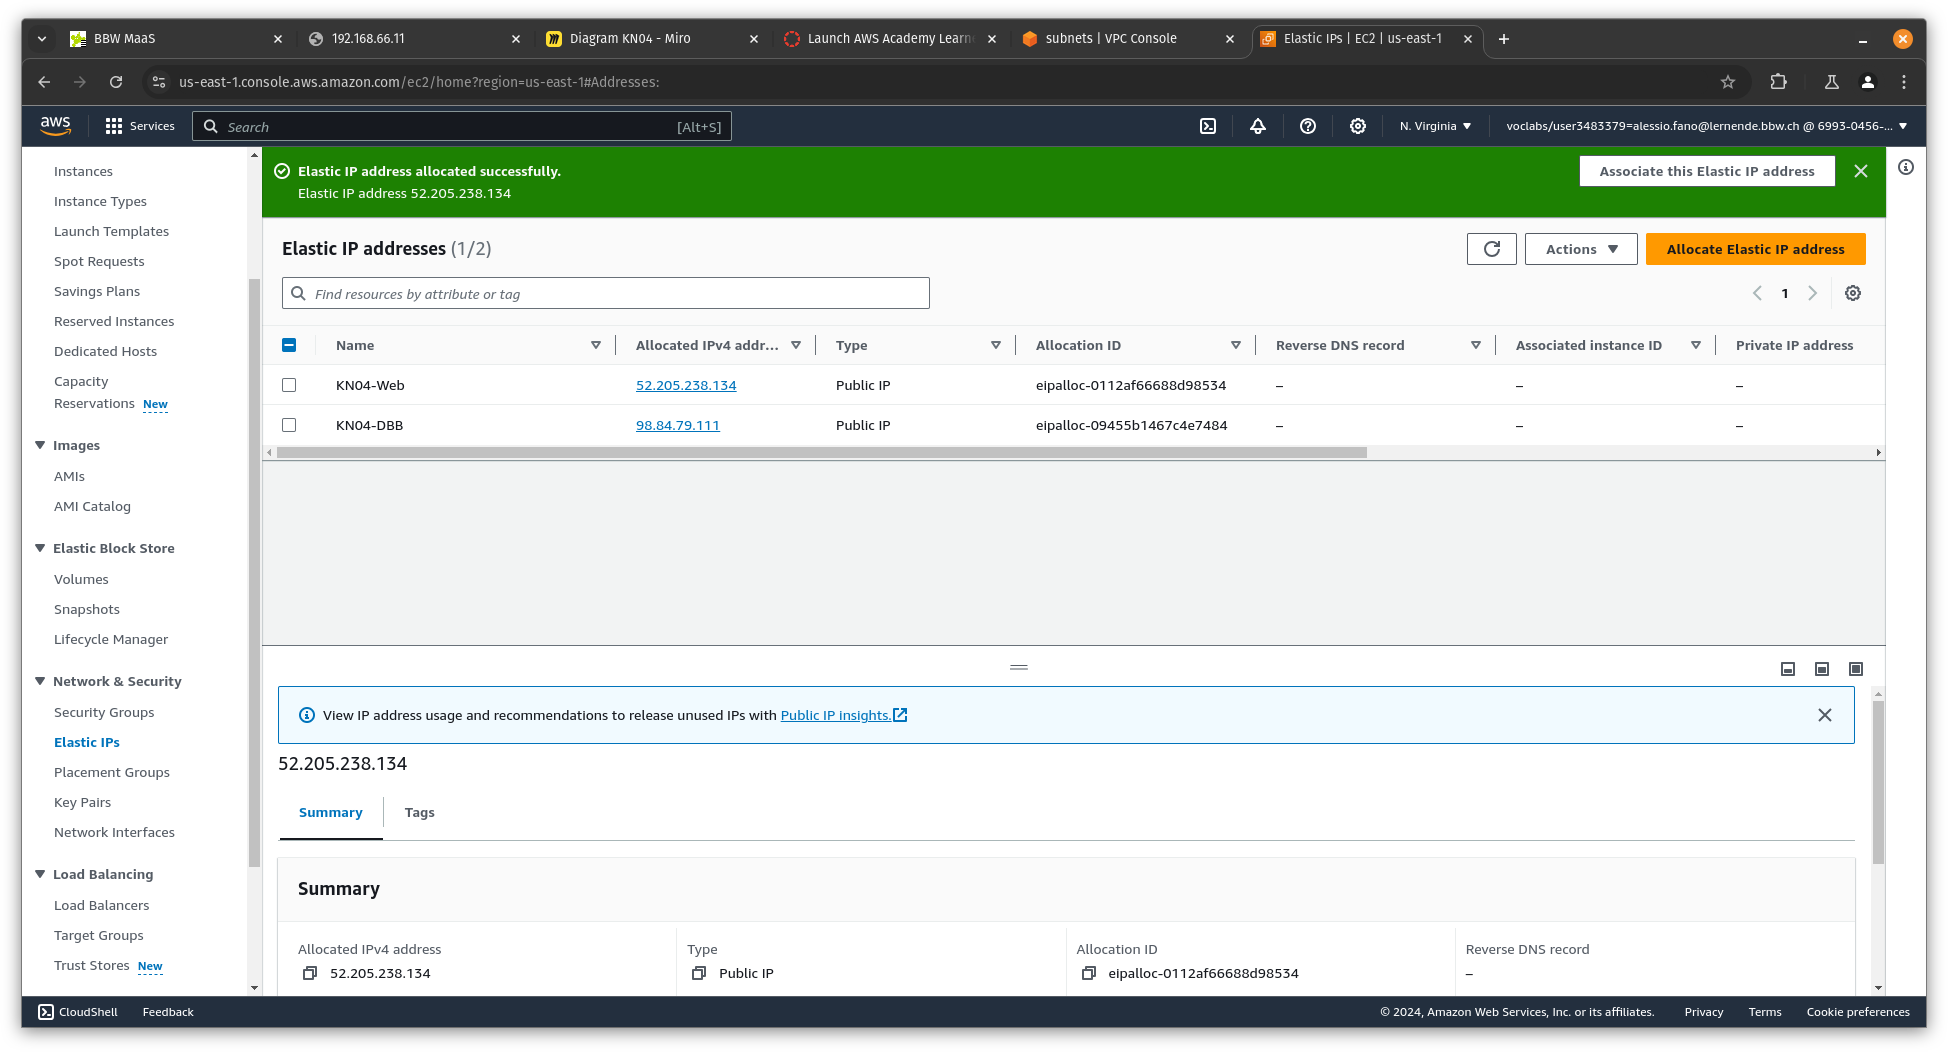 BBW MaaS
192.168.66.11
Diagram KN04 - Miro
Launch AWS Academy Learne
subnets | VPC Console
Elastic IPs | EC2 | us-east-1
us-east-1.console.aws.amazon.com/ec2/home?region=us-east-1#Addresses:
aws
Services
Search
[Alt+S]
N. Virginia
voclabs/user3483379=alessio.fano@lernende.bbw.ch @ 6993-0456-...
Instances
Instance Types
Launch Templates
Spot Requests
Savings Plans
Reserved Instances
Dedicated Hosts
Capacity
Reservations New
Images
AMIs
AMI Catalog
Elastic Block Store
Volumes
Snapshots
Lifecycle Manager
Network & Security
Security Groups
Elastic IPs
Placement Groups
Key Pairs
Network Interfaces
Load Balancing
Load Balancers
Target Groups
Trust Stores New
Elastic IP address allocated successfully.
Elastic IP address 52.205.238.134
Associate this Elastic IP address
Elastic IP addresses (1/2)
Actions
Allocate Elastic IP address
Find resources by attribute or tag
1
Name Allocated IPv4 addr... Type Allocation ID Reverse DNS record Associated instance ID Private IP address
KN04-Web 52.205.238.134 Public IP eipalloc-0112af66688d98534 – – –
KN04-DBB 98.84.79.111 Public IP eipalloc-09455b1467c4e7484 – – –
View IP address usage and recommendations to release unused IPs with Public IP insights.
52.205.238.134
Summary
Tags
Summary
Allocated IPv4 address
52.205.238.134
Type
Public IP
Allocation ID
eipalloc-0112af66688d98534
Reverse DNS record
–
CloudShell
Feedback
© 2024, Amazon Web Services, Inc. or its affiliates.
Privacy
Terms
Cookie preferences